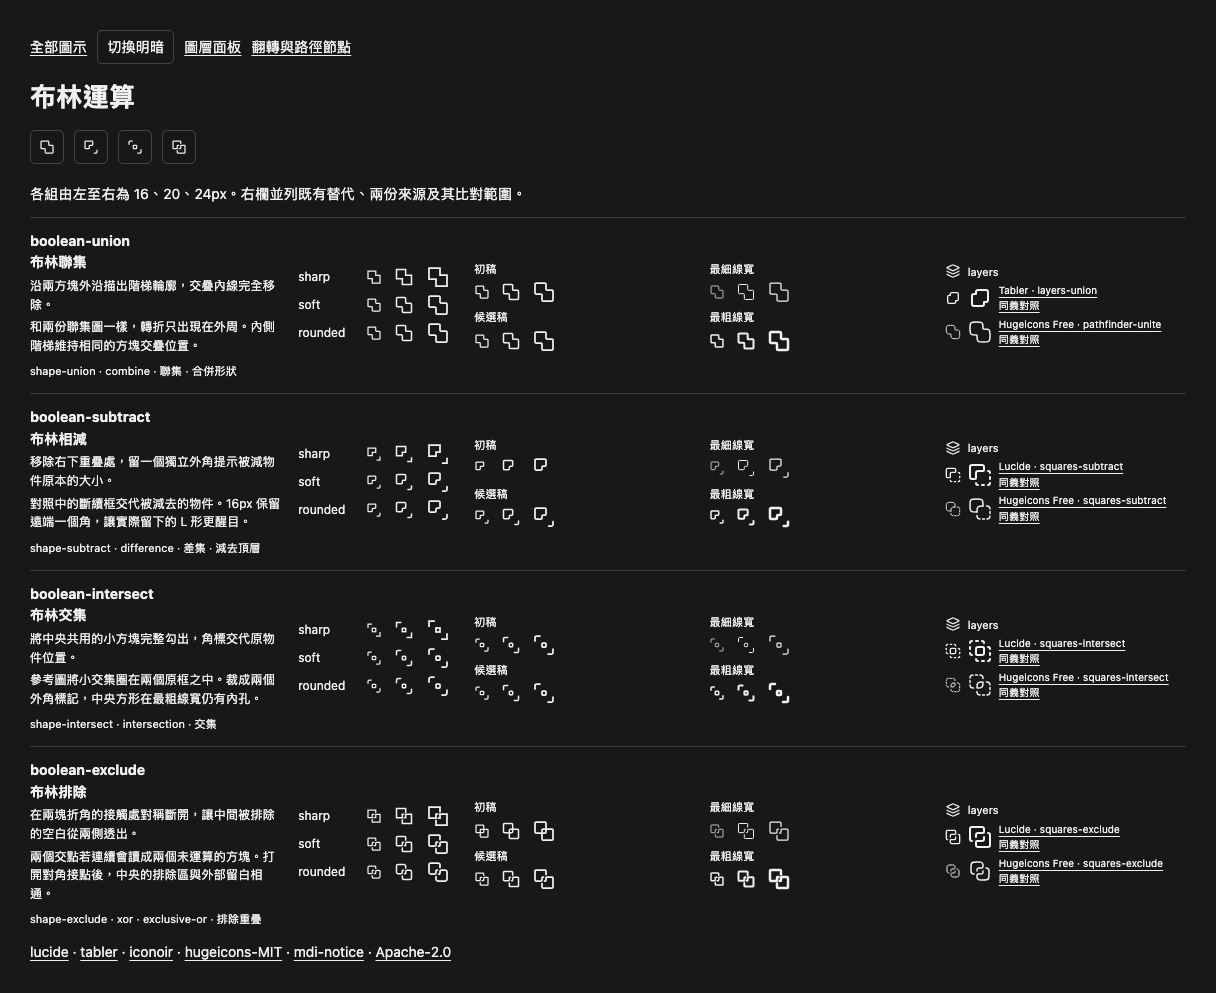 全部圖示 切換明暗 圖層面板 翻轉與路徑節點
布林運算
各組由左至右為 16、20、24px。右欄並列既有替代、兩份來源及其比對範圍。
boolean-union
布林聯集
沿兩方塊外沿描出階梯輪廓，交疊內線完全移
除。
和兩份聯集圖一樣，轉折只出現在外周。內側
階梯維持相同的方塊交疊位置。
shape-union · combine · 聯集 · 合併形狀
sharp
soft
rounded
初稿
候選稿
最細線寬
最粗線寬
layers
Tabler · layers-union
同義對照
Hugeicons Free · pathfinder-unite
同義對照
boolean-subtract
布林相減
移除右下重疊處，留一個獨立外角提示被減物
件原本的大小。
對照中的斷續框交代被減去的物件。16px 保留
遠端一個角，讓實際留下的 L 形更醒目。
shape-subtract · difference · 差集 · 減去頂層
sharp
soft
rounded
初稿
候選稿
最細線寬
最粗線寬
layers
Lucide · squares-subtract
同義對照
Hugeicons Free · squares-subtract
同義對照
boolean-intersect
布林交集
將中央共用的小方塊完整勾出，角標交代原物
件位置。
參考圖將小交集圈在兩個原框之中。裁成兩個
外角標記，中央方形在最粗線寬仍有內孔。
shape-intersect · intersection · 交集
sharp
soft
rounded
初稿
候選稿
最細線寬
最粗線寬
layers
Lucide · squares-intersect
同義對照
Hugeicons Free · squares-intersect
同義對照
boolean-exclude
布林排除
在兩塊折角的接觸處對稱斷開，讓中間被排除
的空白從兩側透出。
兩個交點若連續會讀成兩個未運算的方塊。打
開對角接點後，中央的排除區與外部留白相
通。
shape-exclude · xor · exclusive-or · 排除重疊
sharp
soft
rounded
初稿
候選稿
最細線寬
最粗線寬
layers
Lucide · squares-exclude
同義對照
Hugeicons Free · squares-exclude
同義對照
lucide · tabler · iconoir · hugeicons-MIT · mdi-notice · Apache-2.0